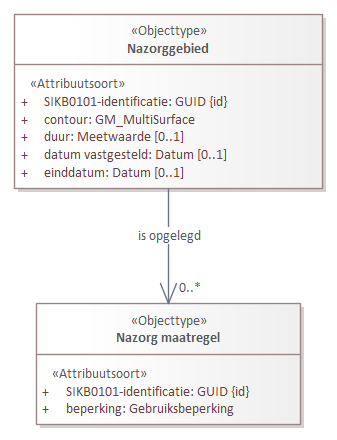 «Objecttype»
Nazorggebied
«Attribuutsoort»
+ SIKB0101-identificatie: GUID {id}
+ contour: GM_MultiSurface
+ duur: Meetwaarde [0..1]
+ datum vastgesteld: Datum [0..1]
+ einddatum: Datum [0..1]
is opgelegd
0..*
«Objecttype»
Nazorg maatregel
«Attribuutsoort»
+ SIKB0101-identificatie: GUID {id}
+ beperking: Gebruiksbeperking